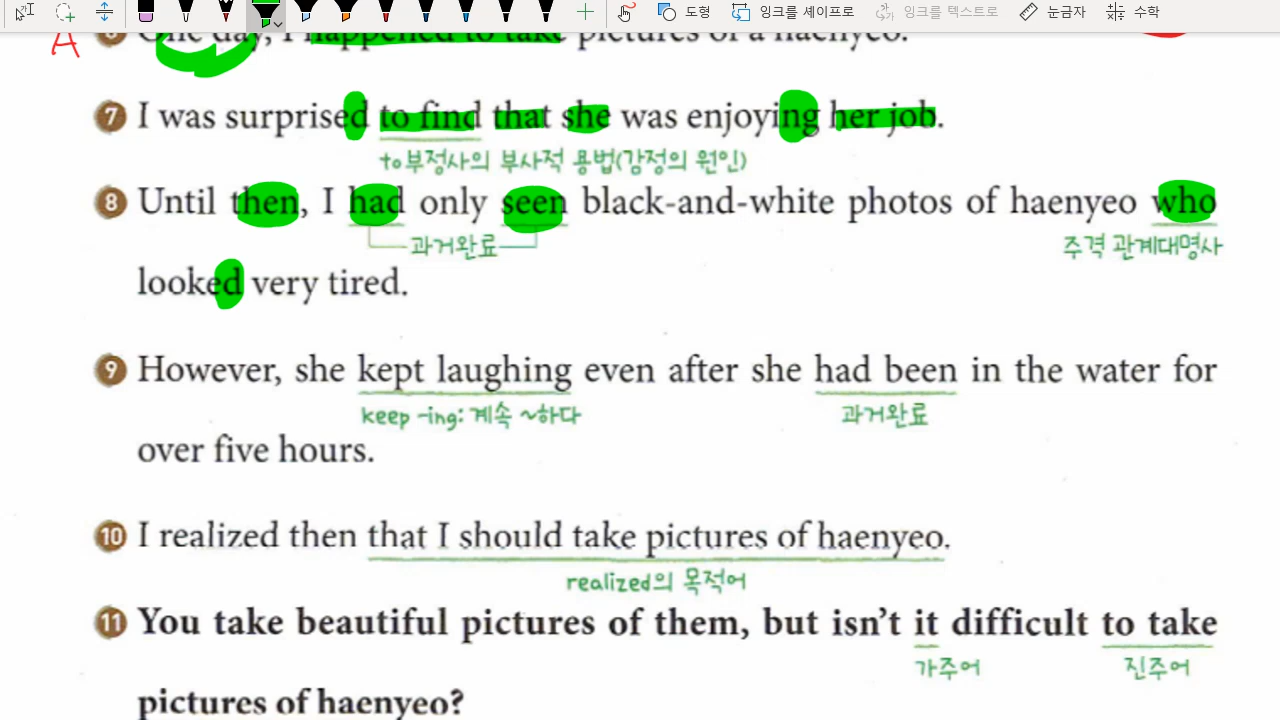 도형 잉크를 셰이프로 잉크를 텍스트로 눈금자 수학
A One day, I happened to take pictures of a haenyeo.
7 I was surprised to find that she was enjoying her job.
to부정사의 부사적 용법(감정의 원인)
8 Until then, I had only seen black-and-white photos of haenyeo who
과거완료 주격 관계대명사
looked very tired.
9 However, she kept laughing even after she had been in the water for
keep -ing: 계속 ~하다 과거완료
over five hours.
10 I realized then that I should take pictures of haenyeo.
realized의 목적어
11 You take beautiful pictures of them, but isn't it difficult to take
가주어 진주어
pictures of haenyeo?